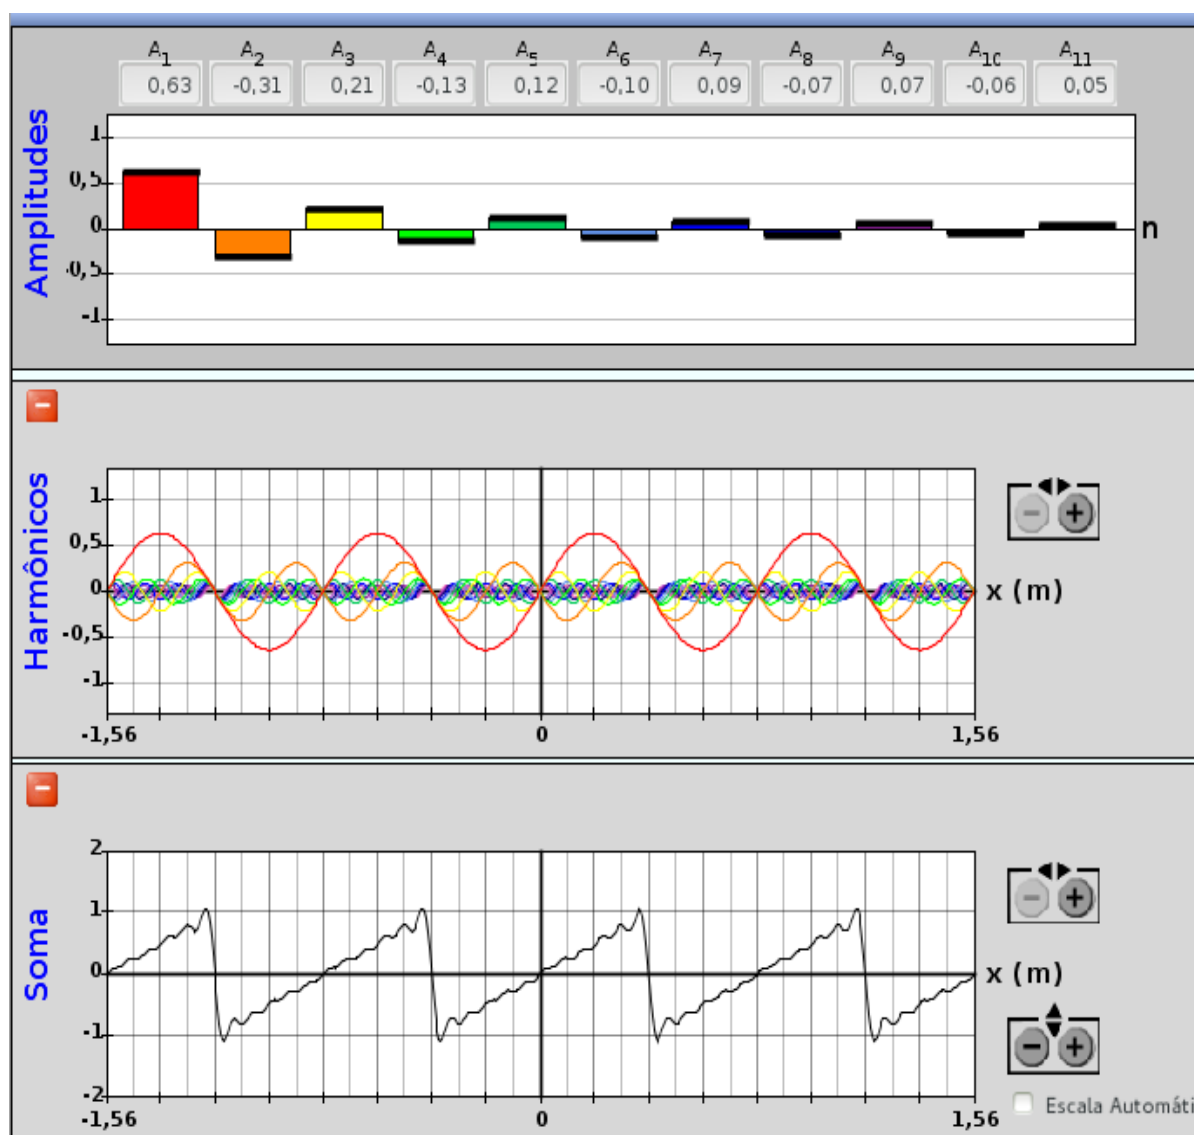 A1 A2 A3 A4 A5 A6 A7 A8 A9 A10 A11
0,63 -0,31 0,21 -0,13 0,12 -0,10 0,09 -0,07 0,07 -0,06 0,05
Amplitudes
1
0,5
0
-0,5
-1
n
Harmônicos
1
0,5
0
-0,5
-1
x (m)
-1,56 0 1,56
Soma
2
1
0
-1
-2
x (m)
Escala Automáti
-1,56 0 1,56